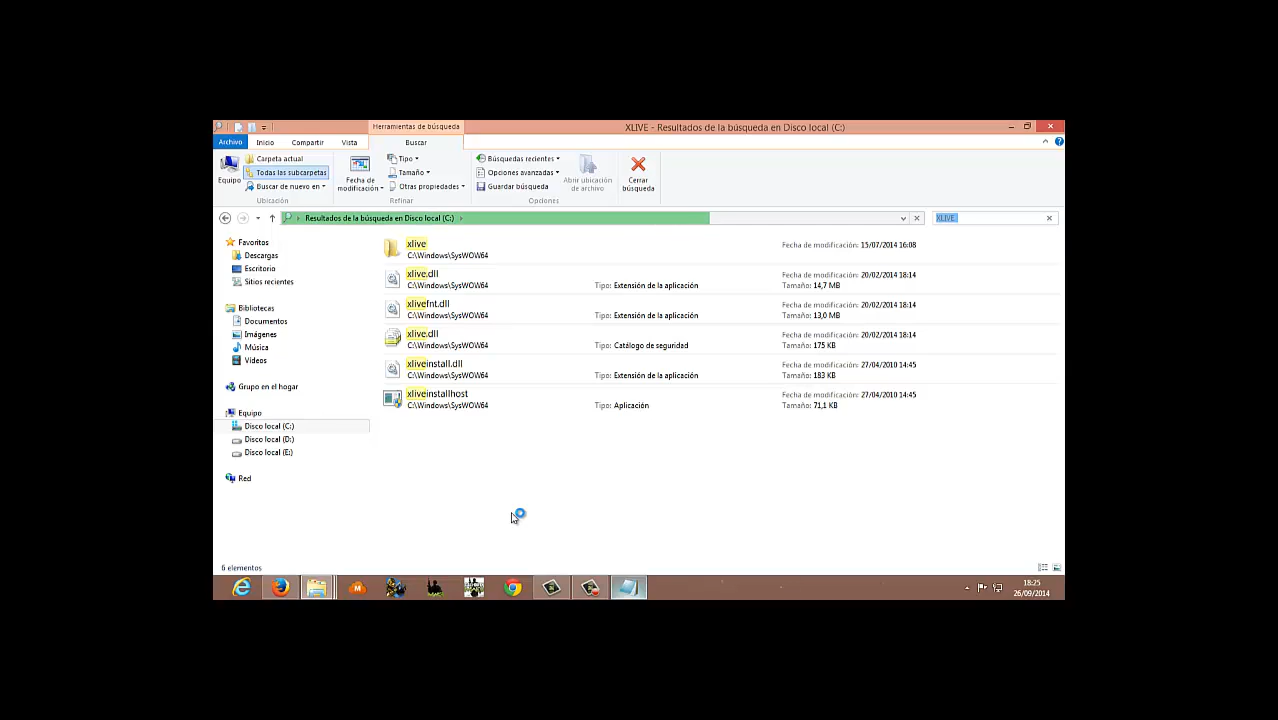 Herramientas de búsqueda
XLIVE - Resultados de la búsqueda en Disco local (C:)
Archivo Inicio Compartir Vista Buscar
Equipo
Carpeta actual
Todas las subcarpetas
Buscar de nuevo en
Ubicación
Fecha de modificación
Tipo
Tamaño
Otras propiedades
Refinar
Búsquedas recientes
Opciones avanzadas
Guardar búsqueda
Abrir ubicación de archivo
Opciones
Cerrar búsqueda
Resultados de la búsqueda en Disco local (C:)
XLIVE
Favoritos
Descargas
Escritorio
Sitios recientes
Bibliotecas
Documentos
Imágenes
Música
Vídeos
Grupo en el hogar
Equipo
Disco local (C:)
Disco local (D:)
Disco local (E:)
Red
xlive Fecha de modificación: 15/07/2014 16:08
C:\Windows\SysWOW64
xlive.dll Fecha de modificación: 20/02/2014 18:14
C:\Windows\SysWOW64 Tipo: Extensión de la aplicación Tamaño: 14,7 MB
xlivefnt.dll Fecha de modificación: 20/02/2014 18:14
C:\Windows\SysWOW64 Tipo: Extensión de la aplicación Tamaño: 13,0 MB
xlive.dll Fecha de modificación: 20/02/2014 18:14
C:\Windows\SysWOW64 Tipo: Catálogo de seguridad Tamaño: 175 KB
xliveinstall.dll Fecha de modificación: 27/04/2010 14:45
C:\Windows\SysWOW64 Tipo: Extensión de la aplicación Tamaño: 183 KB
xliveinstallhost Fecha de modificación: 27/04/2010 14:45
C:\Windows\SysWOW64 Tipo: Aplicación Tamaño: 71,1 KB
6 elementos
18:25
26/09/2014